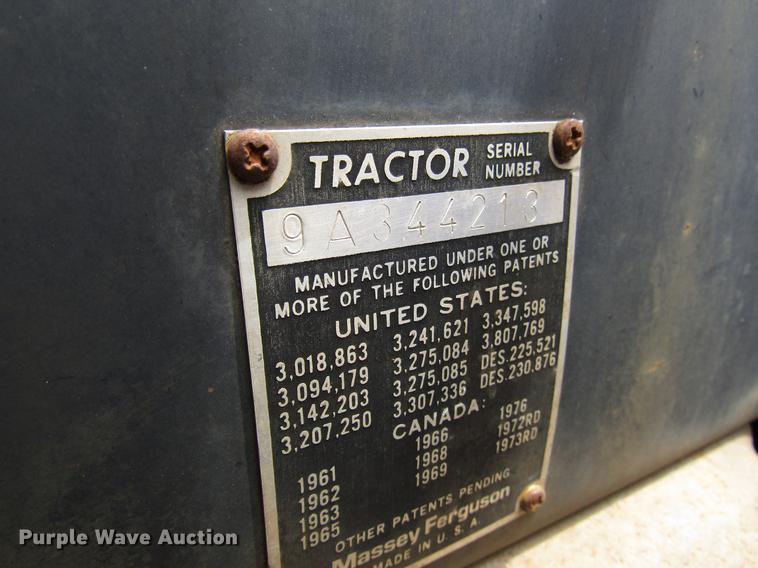 TRACTOR SERIAL NUMBER
9A344213
MANUFACTURED UNDER ONE OR
MORE OF THE FOLLOWING PATENTS
UNITED STATES:
3,018,863 3,241,621 3,347,598
3,094,179 3,275,084 3,807,769
3,142,203 3,275,085 DES.225,521
3,207,250 3,307,336 DES.230,876
CANADA:
1961 1966 1976
1962 1968 1972RD
1963 1969 1973RD
1965
OTHER PATENTS PENDING
Massey Ferguson
MADE IN U.S.A.
Purple Wave Auction